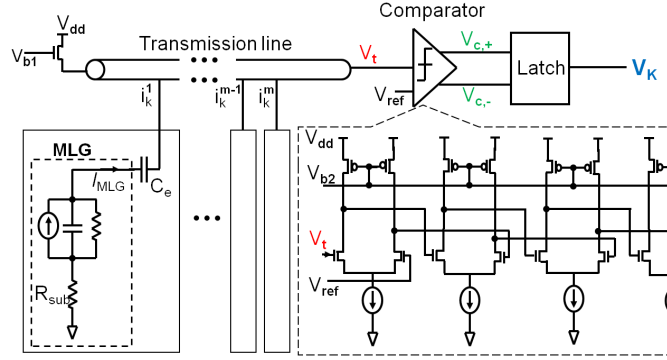 Comparator
V_dd
V_b1
Transmission line
V_t
V_c,+
V_ref
V_c,-
Latch
V_K
i_k^1
i_k^m-1
i_k^m
MLG
I_MLG
C_e
R_sub
V_dd
V_b2
V_t
V_ref